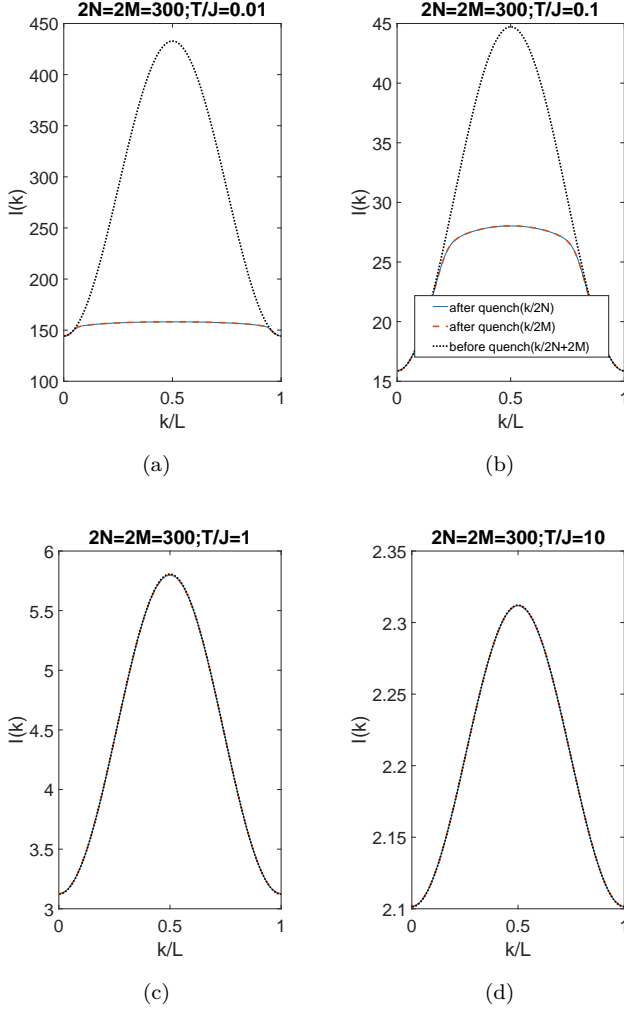 2N=2M=300;T/J=0.01
450
400
350
300
250
200
150
100
I(k)
0
0.5
1
k/L
(a)
2N=2M=300;T/J=0.1
45
40
35
30
25
20
15
I(k)
after quench(k/2N)
after quench(k/2M)
before quench(k/2N+2M)
0
0.5
1
k/L
(b)
2N=2M=300;T/J=1
6
5.5
5
4.5
4
3.5
3
I(k)
0
0.5
1
k/L
(c)
2N=2M=300;T/J=10
2.35
2.3
2.25
2.2
2.15
2.1
I(k)
0
0.5
1
k/L
(d)